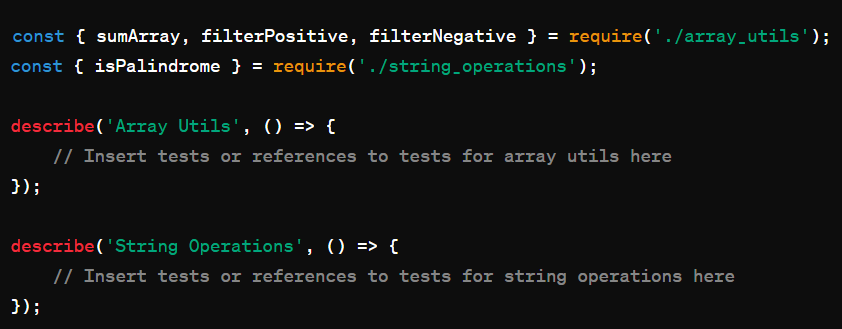 const { sumArray, filterPositive, filterNegative } = require('./array_utils');
const { isPalindrome } = require('./string_operations');
describe('Array Utils', () => {
    // Insert tests or references to tests for array utils here
});
describe('String Operations', () => {
    // Insert tests or references to tests for string operations here
});